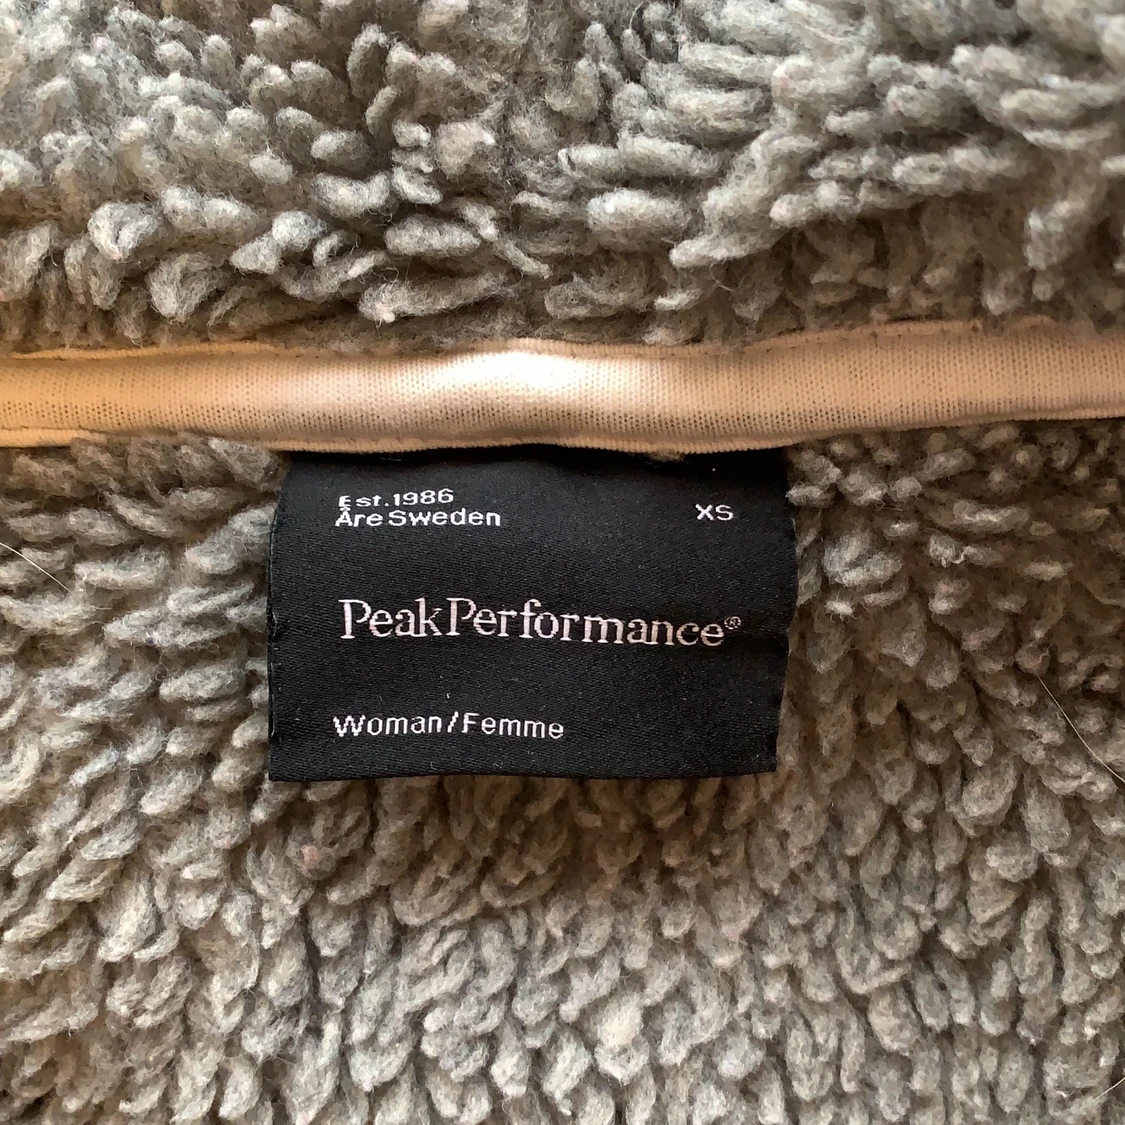 Est.1986
Åre Sweden
XS
PeakPerformance®
Woman/Femme